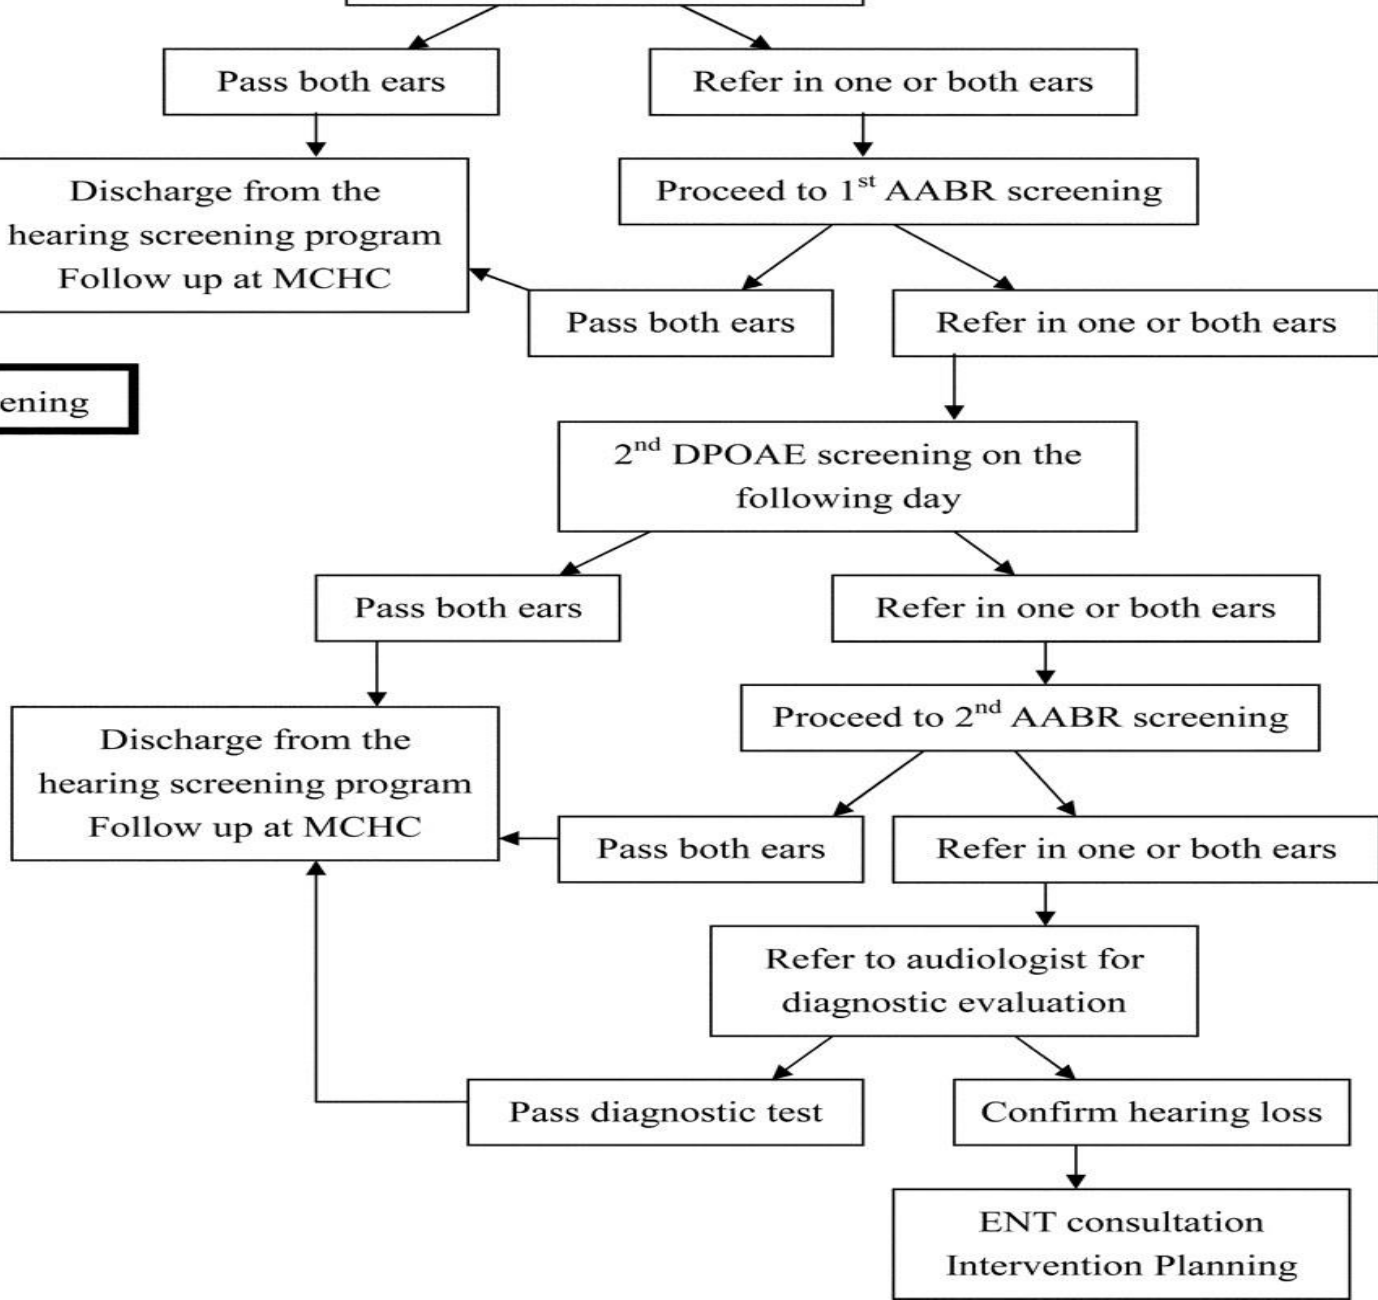 Pass both ears
Refer in one or both ears
Discharge from the
hearing screening program
Follow up at MCHC
Proceed to 1st AABR screening
Pass both ears
Refer in one or both ears
ening
2nd DPOAE screening on the
following day
Pass both ears
Refer in one or both ears
Proceed to 2nd AABR screening
Discharge from the
hearing screening program
Follow up at MCHC
Pass both ears
Refer in one or both ears
Refer to audiologist for
diagnostic evaluation
Pass diagnostic test
Confirm hearing loss
ENT consultation
Intervention Planning